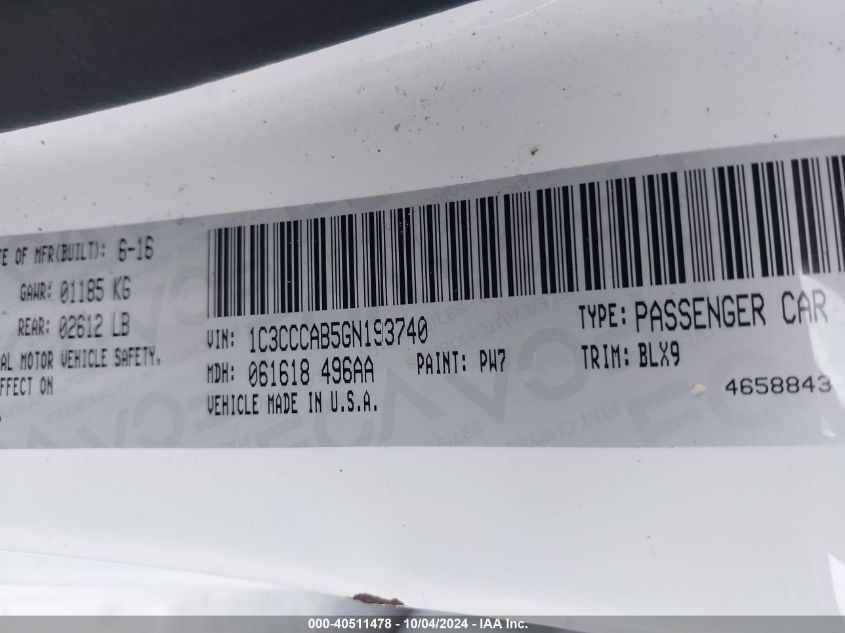 TE OF MFR(BUILT): 6-16
GAWR: 01185 KG
REAR: 02612 LB
AL MOTOR VEHICLE SAFETY,
FFECT ON
VIN: 1C3CCCAB5GN193740
MDH: 061618 496AA PAINT: PW7
VEHICLE MADE IN U.S.A.
TYPE: PASSENGER CAR
TRIM: BLX9
4658843
000-40511478 - 10/04/2024 - IAA Inc.